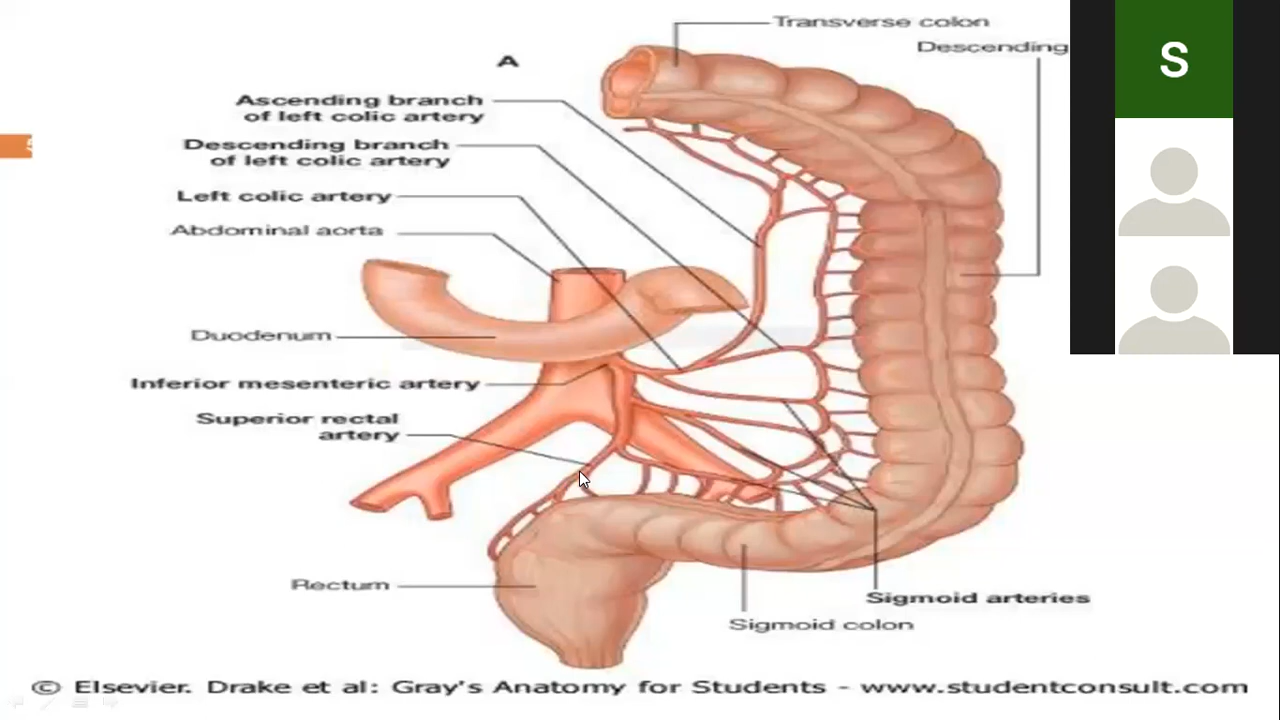 Transverse colon
Descending
A
Ascending branch
of left colic artery
Descending branch
of left colic artery
Left colic artery
Abdominal aorta
Duodenum
Inferior mesenteric artery
Superior rectal
artery
Rectum
Sigmoid arteries
Sigmoid colon
© Elsevier. Drake et al: Gray's Anatomy for Students - www.studentconsult.com
S